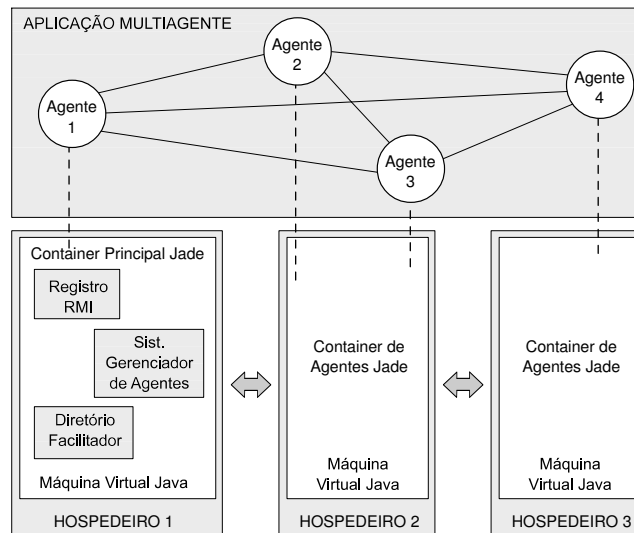 APLICAÇÃO MULTIAGENTE
Agente
1
Agente
2
Agente
3
Agente
4
Container Principal Jade
Registro
RMI
Sist.
Gerenciador
de Agentes
Diretório
Facilitador
Máquina Virtual Java
HOSPEDEIRO 1
Container de
Agentes Jade
Máquina
Virtual Java
HOSPEDEIRO 2
Container de
Agentes Jade
Máquina
Virtual Java
HOSPEDEIRO 3